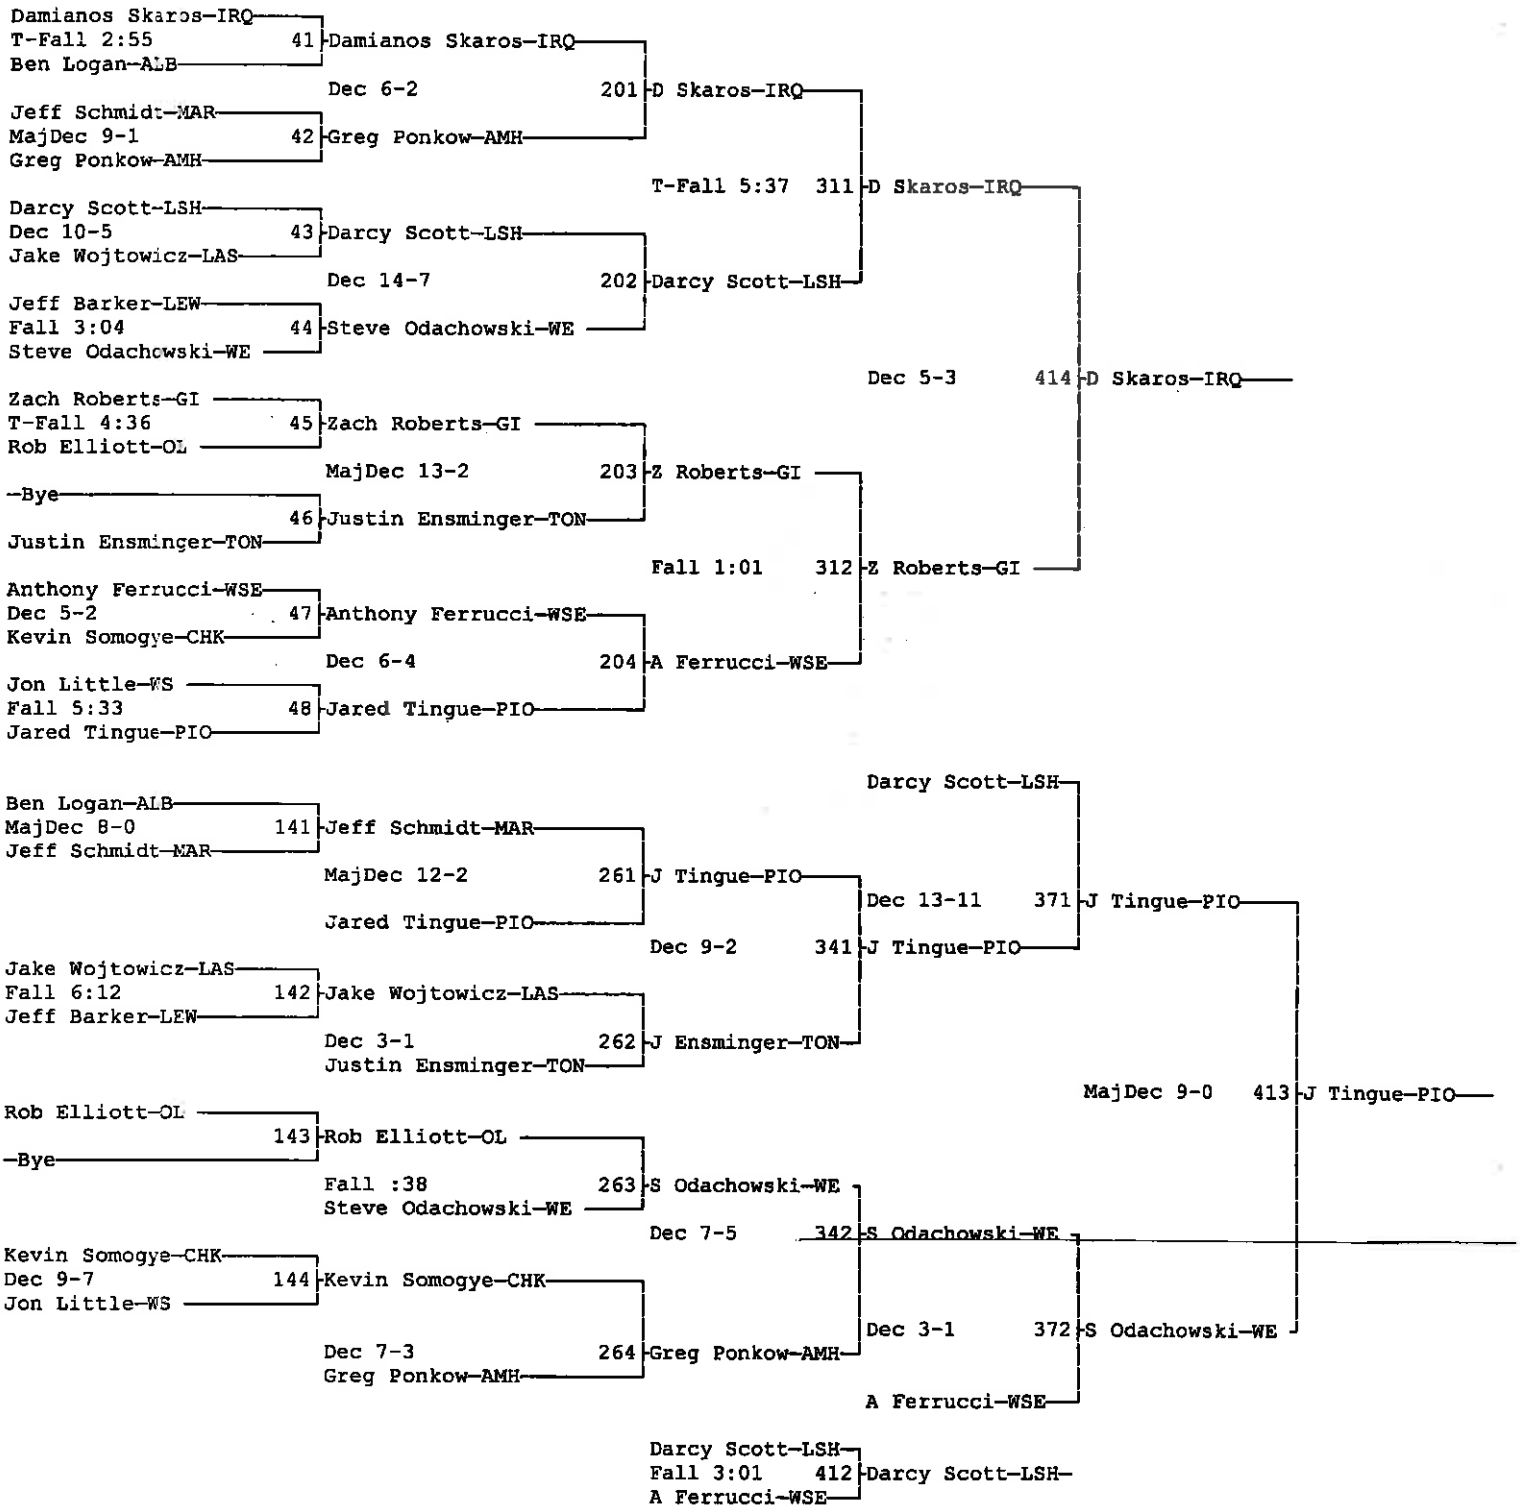 Damianos Skaros-IRQ
T-Fall 2:55 41 Damianos Skaros-IRQ
Ben Logan-ALB
Dec 6-2 201 D Skaros-IRQ
Jeff Schmidt-MAR
MajDec 9-1 42 Greg Ponkow-AMH
Greg Ponkow-AMH
T-Fall 5:37 311 D Skaros-IRQ
Darcy Scott-LSH
Dec 10-5 43 Darcy Scott-LSH
Jake Wojtowicz-LAS
Dec 14-7 202 Darcy Scott-LSH
Jeff Barker-LEW
Fall 3:04 44 Steve Odachowski-WE
Steve Odachowski-WE
Dec 5-3 414 D Skaros-IRQ
Zach Roberts-GI
T-Fall 4:36 45 Zach Roberts-GI
Rob Elliott-OL
MajDec 13-2 203 Z Roberts-GI
-Bye
46 Justin Ensminger-TON
Justin Ensminger-TON
Fall 1:01 312 Z Roberts-GI
Anthony Ferrucci-WSE
Dec 5-2 47 Anthony Ferrucci-WSE
Kevin Somogye-CHK
Dec 6-4 204 A Ferrucci-WSE
Jon Little-WS
Fall 5:33 48 Jared Tingue-PIO
Jared Tingue-PIO
Darcy Scott-LSH
Ben Logan-ALB
MajDec 8-0 141 Jeff Schmidt-MAR
Jeff Schmidt-MAR
MajDec 12-2 261 J Tingue-PIO
Dec 13-11 371 J Tingue-PIO
Jared Tingue-PIO
Dec 9-2 341 J Tingue-PIO
Jake Wojtowicz-LAS
Fall 6:12 142 Jake Wojtowicz-LAS
Jeff Barker-LEW
Dec 3-1 262 J Ensminger-TON
Justin Ensminger-TON
MajDec 9-0 413 J Tingue-PIO
Rob Elliott-OL
143 Rob Elliott-OL
-Bye
Fall :38 263 S Odachowski-WE
Steve Odachowski-WE
Dec 7-5 342 S Odachowski-WE
Kevin Somogye-CHK
Dec 9-7 144 Kevin Somogye-CHK
Jon Little-WS
Dec 3-1 372 S Odachowski-WE
Dec 7-3 264 Greg Ponkow-AMH
Greg Ponkow-AMH
A Ferrucci-WSE
Darcy Scott-LSH
Fall 3:01 412 Darcy Scott-LSH
A Ferrucci-WSE